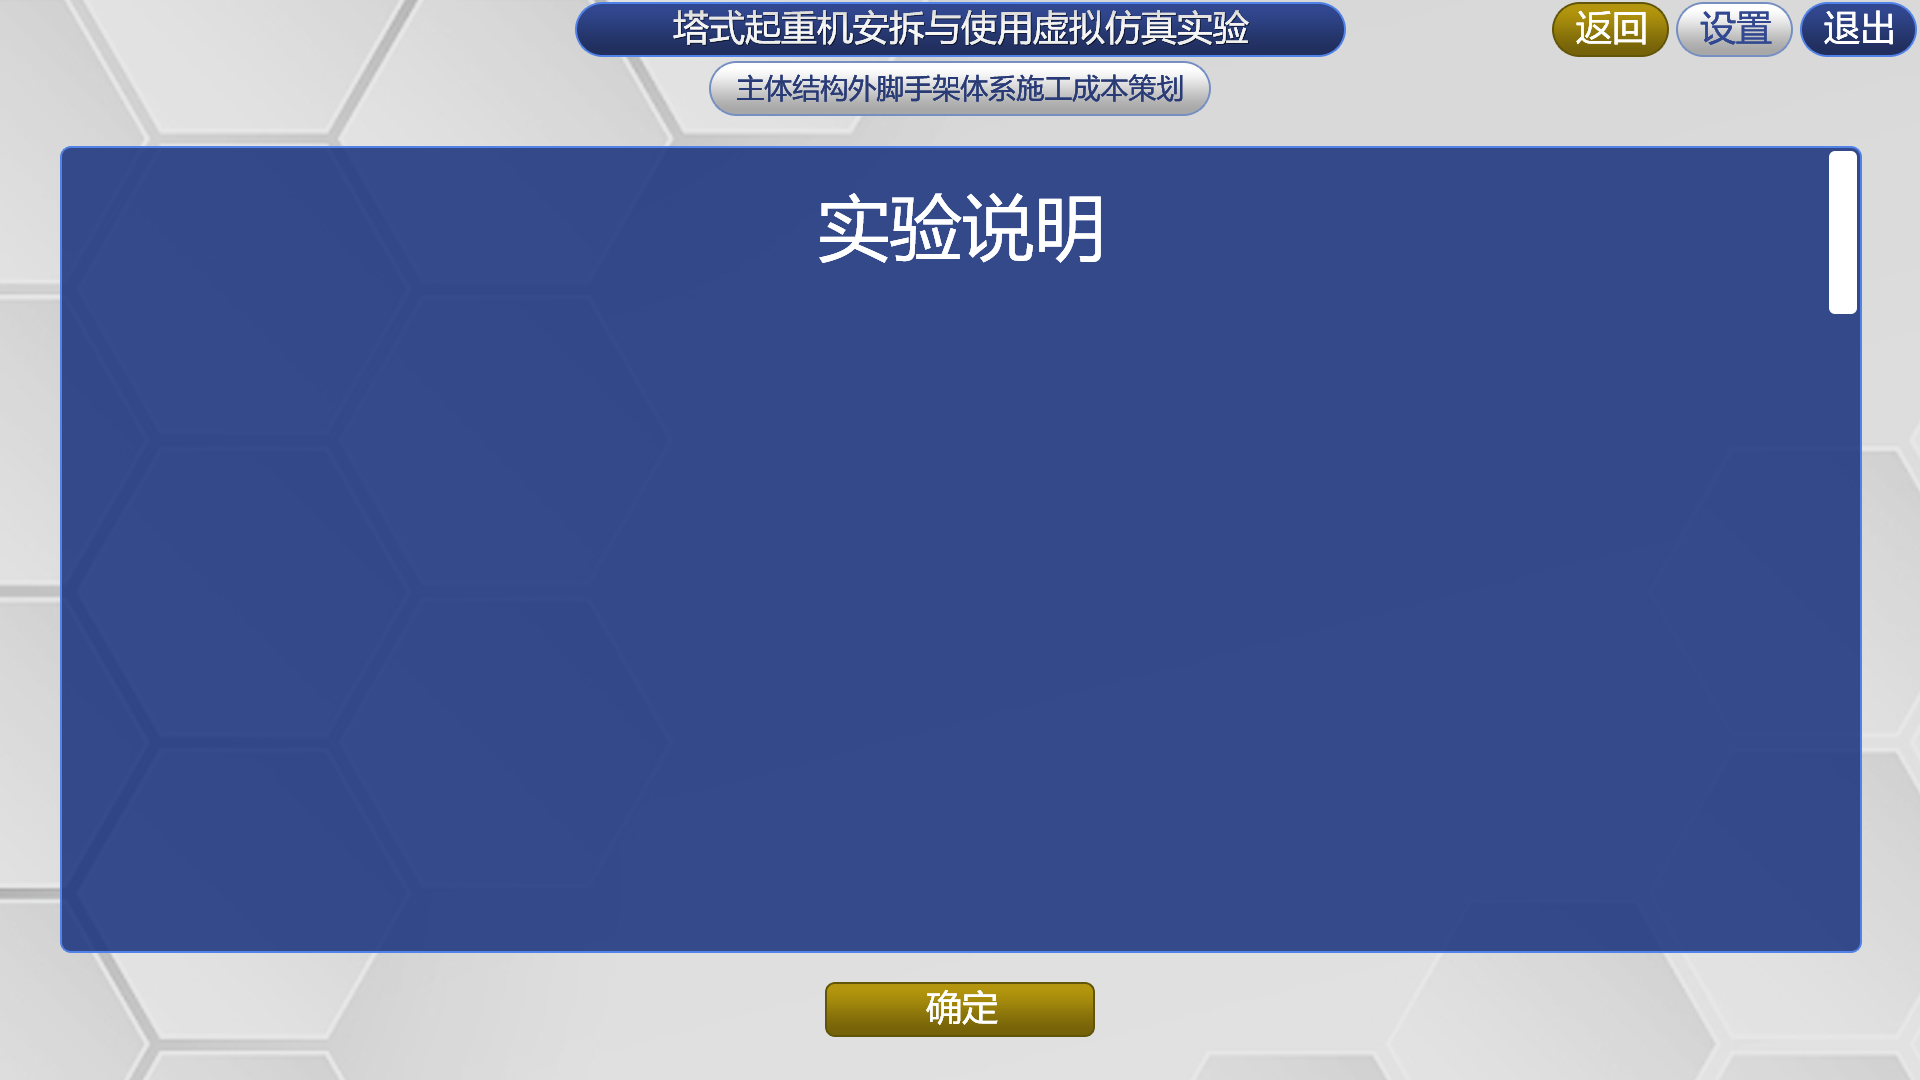 塔式起重机安拆与使用虚拟仿真实验
返回
设置
退出
主体结构外脚手架体系施工成本策划
实验说明
确定